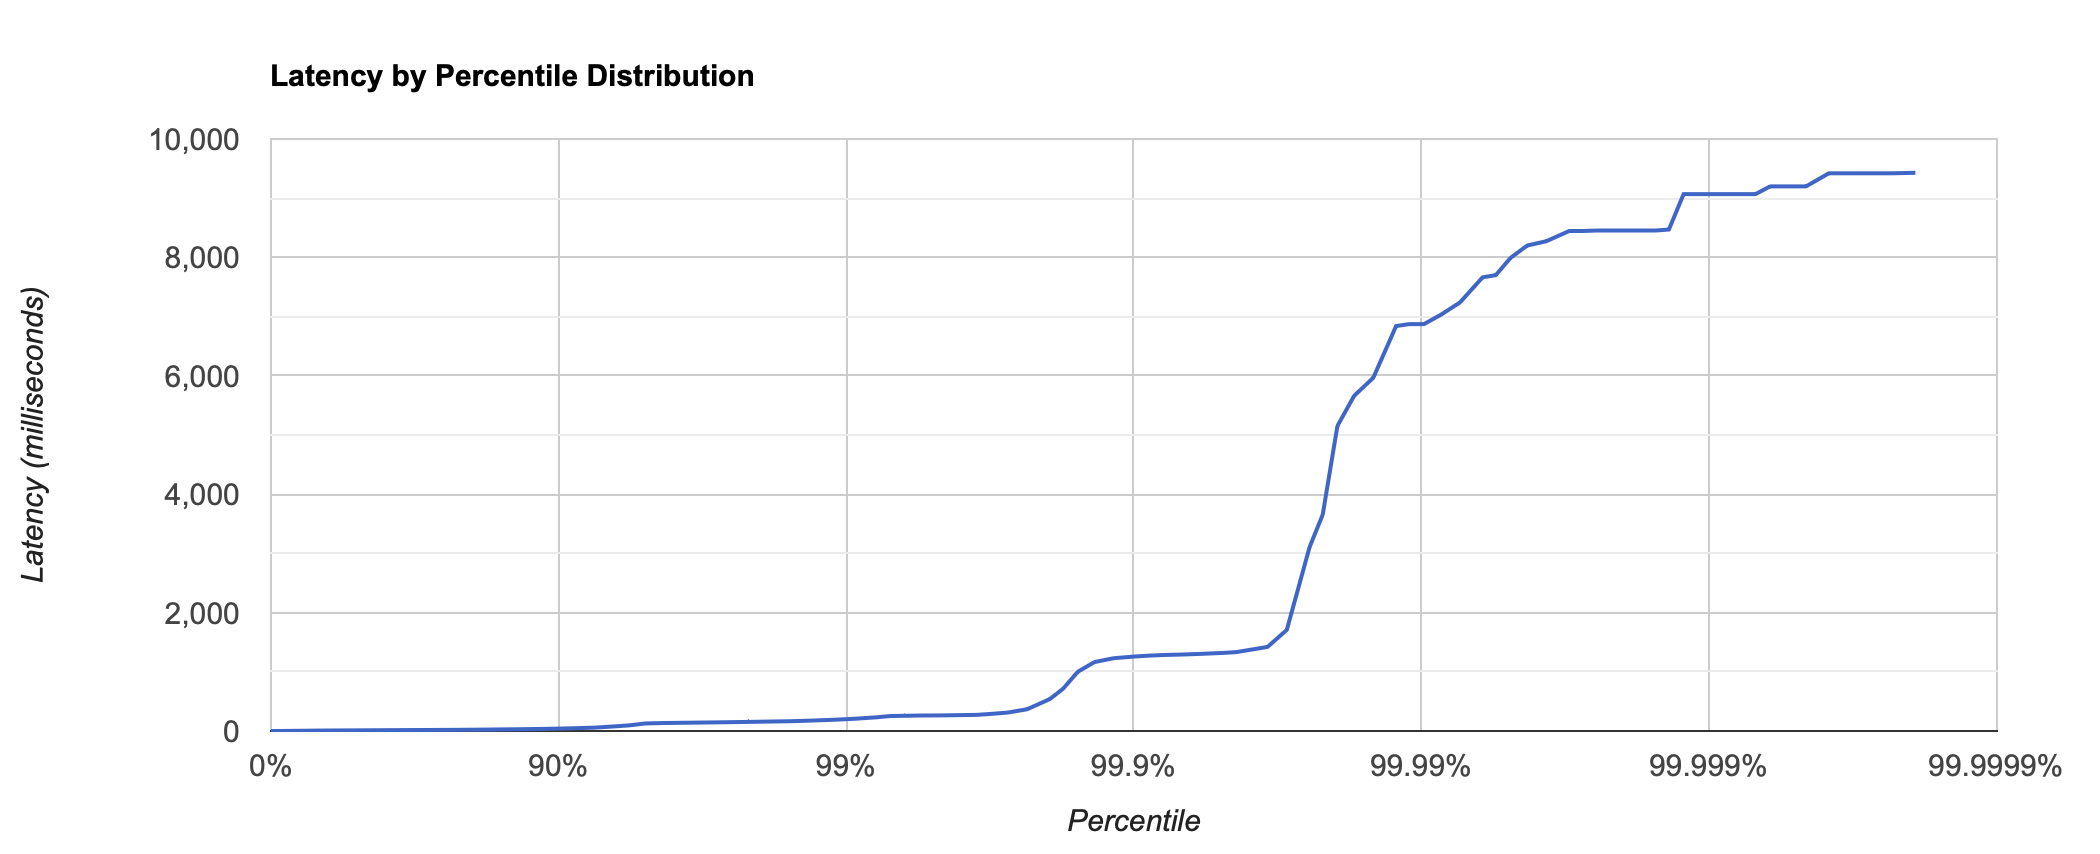 Latency by Percentile Distribution
Latency (milliseconds)
10,000
8,000
6,000
4,000
2,000
0
0% 90% 99% 99.9% 99.99% 99.999% 99.9999%
Percentile